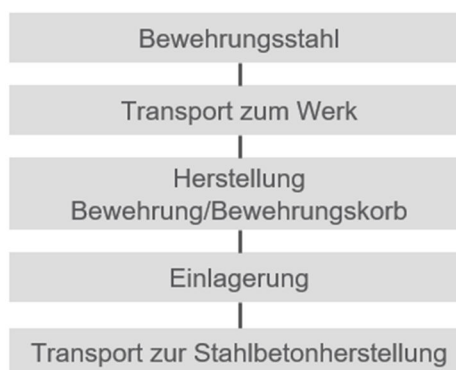 Bewehrungsstahl
Transport zum Werk
Herstellung
Bewehrung/Bewehrungskorb
Einlagerung
Transport zur Stahlbetonherstellung